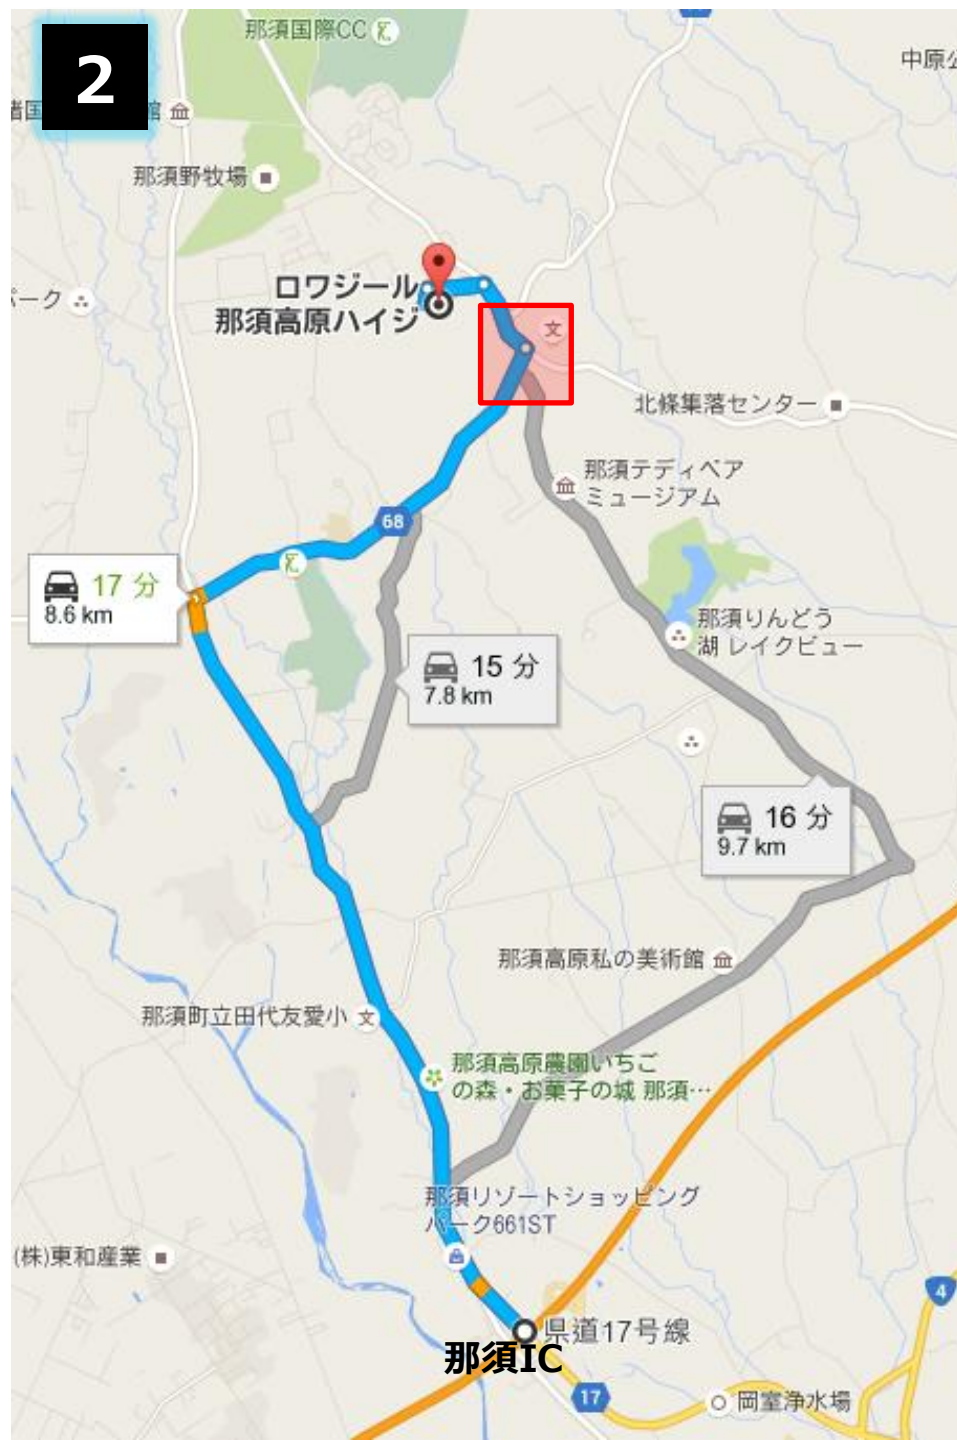 2
那須国際CC
中原公
館
那須野牧場
ーク
ロワジール
那須高原ハイジ
文
北條集落センター
那須テディベア
ミュージアム
68
17 分
8.6 km
那須りんどう
湖 レイクビュー
15 分
7.8 km
16 分
9.7 km
那須高原私の美術館
那須町立田代友愛小
文
那須高原農園いちご
の森・お菓子の城 那須…
那須リゾートショッピング
パーク661ST
(株)東和産業
4
県道17号線
那須IC
17
岡室浄水場